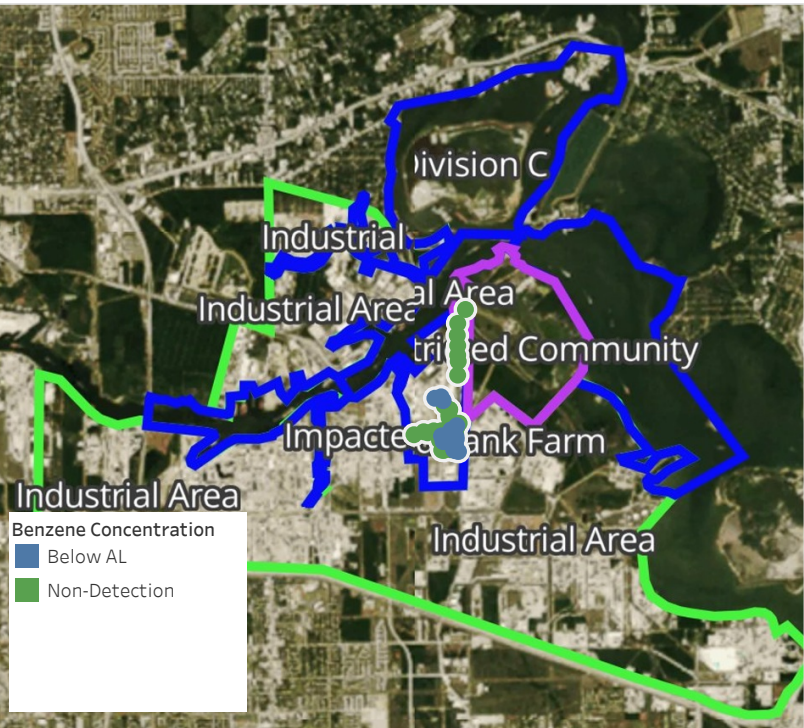 Division C
Industrial
al Area
Industrial Area
tricted Community
Impacte
ank Farm
Industrial Area
Industrial Area
Benzene Concentration
Below AL
Non-Detection